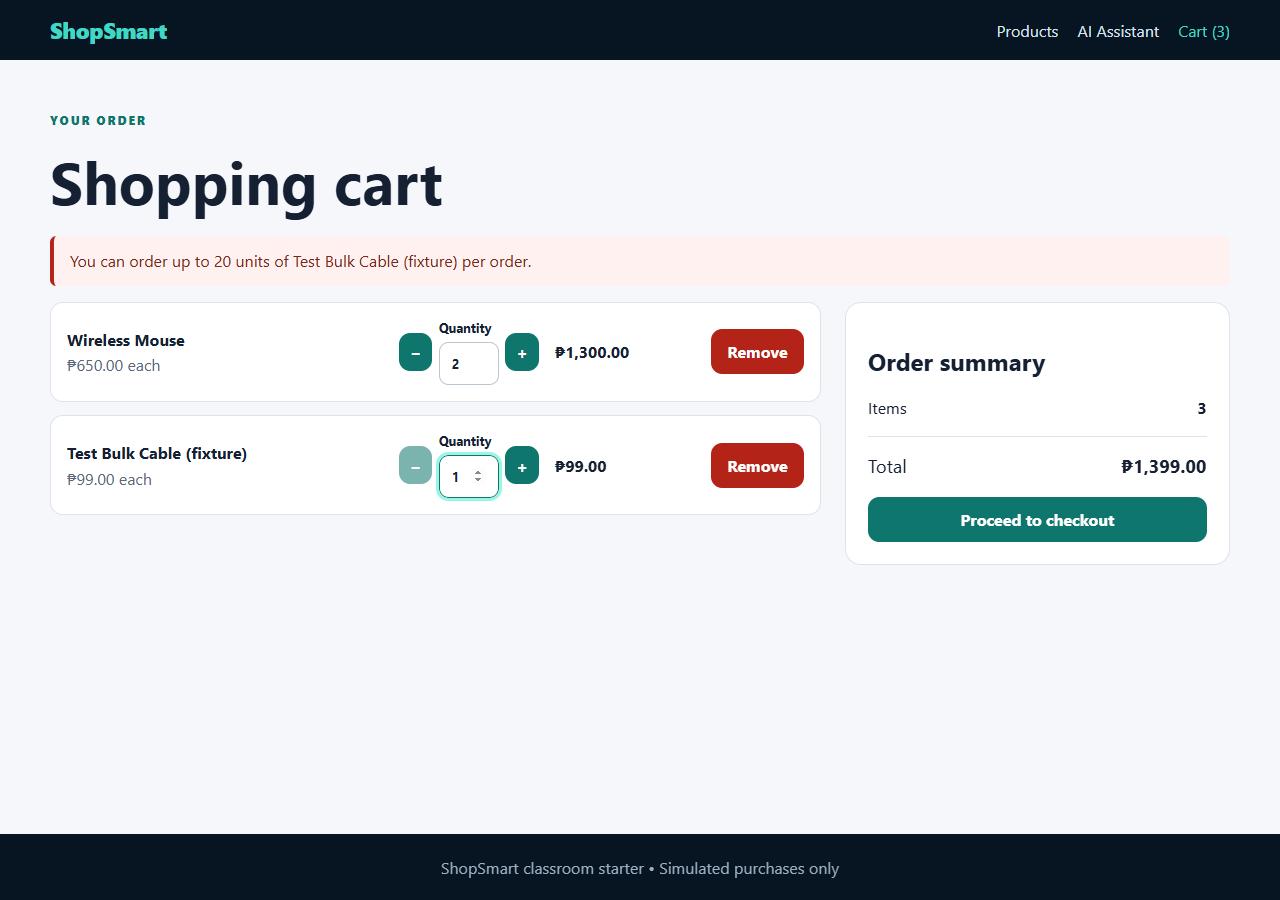 ShopSmart
Products AI Assistant Cart (3)
YOUR ORDER
Shopping cart
You can order up to 20 units of Test Bulk Cable (fixture) per order.
Wireless Mouse
₱650.00 each
Quantity
− 2 +
₱1,300.00
Remove
Test Bulk Cable (fixture)
₱99.00 each
Quantity
− 1 +
₱99.00
Remove
Order summary
Items 3
Total ₱1,399.00
Proceed to checkout
ShopSmart classroom starter • Simulated purchases only